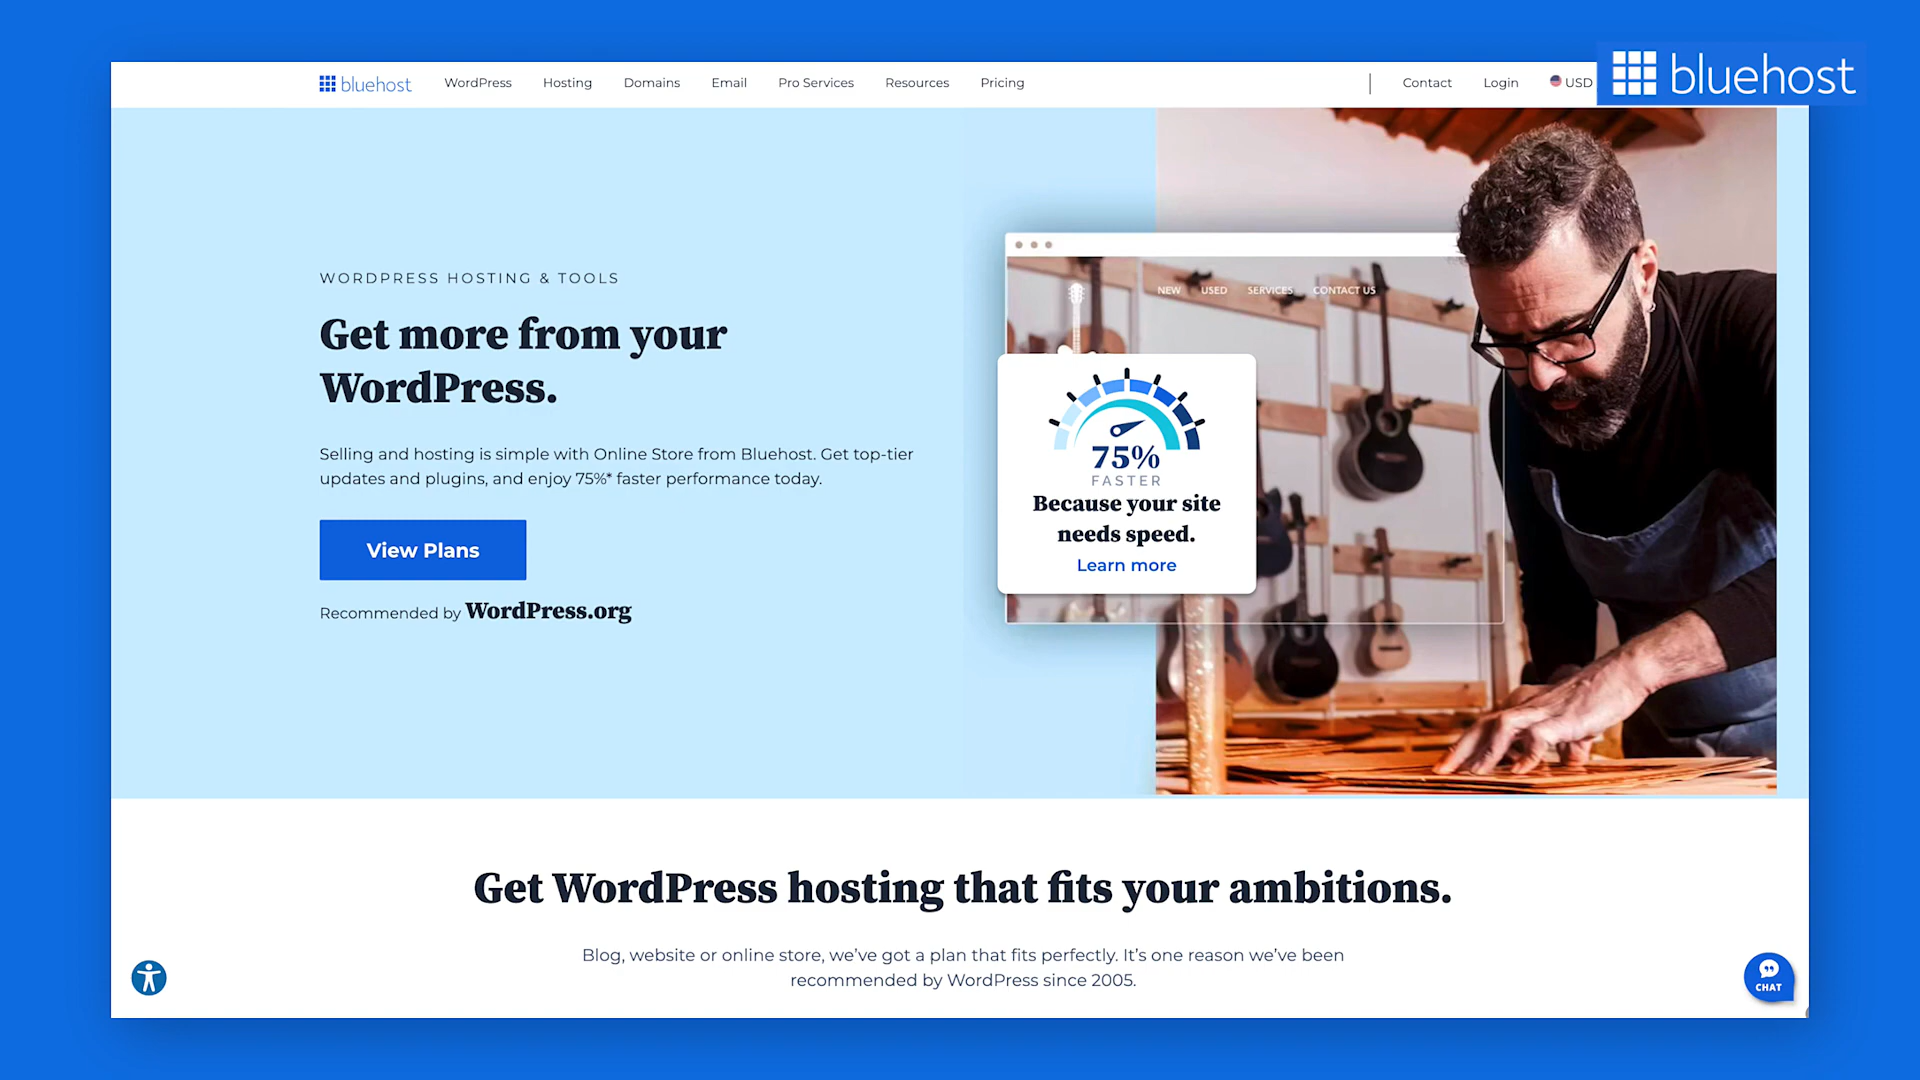 bluehost
bluehost WordPress Hosting Domains Email Pro Services Resources Pricing Contact Login USD
WORDPRESS HOSTING & TOOLS
Get more from your
WordPress.
Selling and hosting is simple with Online Store from Bluehost. Get top-tier
updates and plugins, and enjoy 75%* faster performance today.
View Plans
Recommended by WordPress.org
NEW USED SERVICES CONTACT US
75%
FASTER
Because your site
needs speed.
Learn more
Get WordPress hosting that fits your ambitions.
Blog, website or online store, we’ve got a plan that fits perfectly. It’s one reason we’ve been
recommended by WordPress since 2005.
CHAT